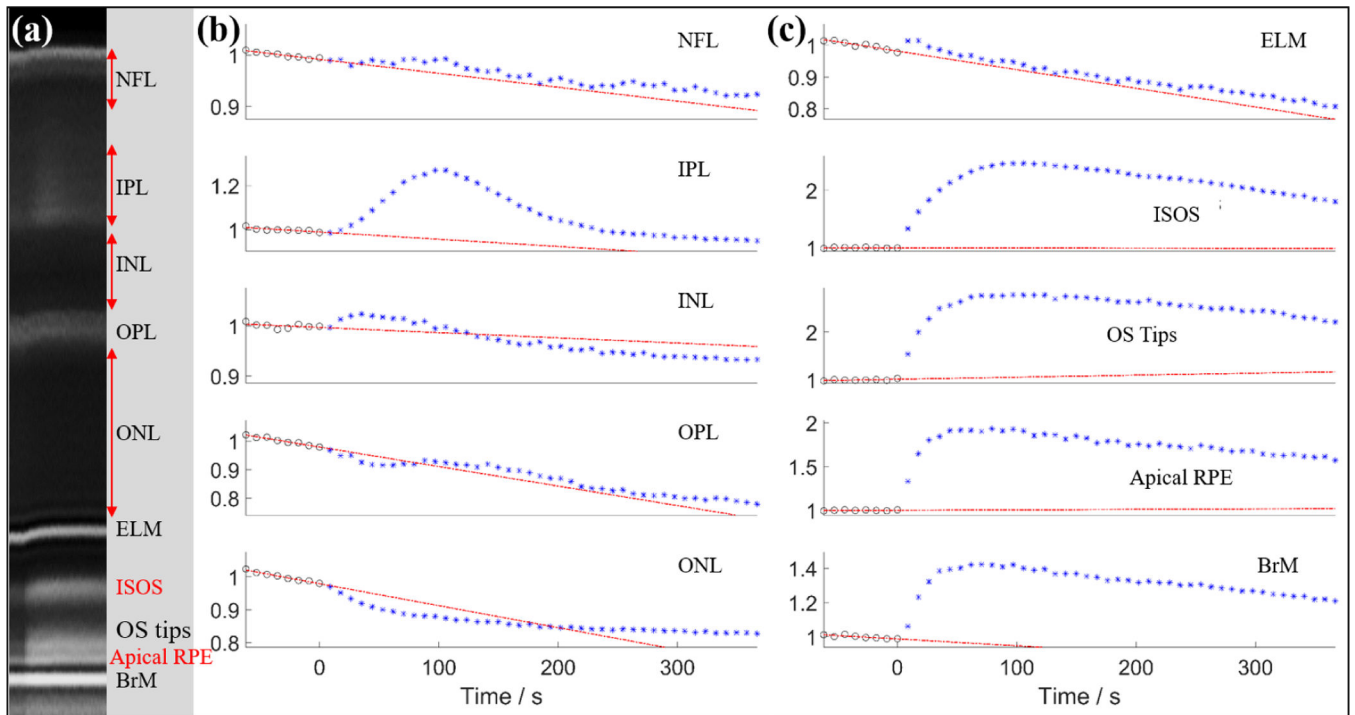 (a)
NFL
IPL
INL
OPL
ONL
ELM
ISOS
OS tips
Apical RPE
BrM
(b)
NFL
1
0.9
IPL
1.2
1
INL
1
0.9
OPL
1
0.9
0.8
ONL
1
0.9
0.8
0 100 200 300
Time / s
(c)
ELM
1
0.9
0.8
ISOS
2
1
OS Tips
2
1
Apical RPE
2
1.5
1
BrM
1.4
1.2
1
0 100 200 300
Time / s